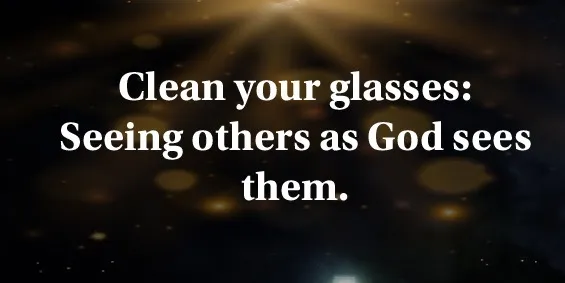 Clean your glasses:
Seeing others as God sees
them.